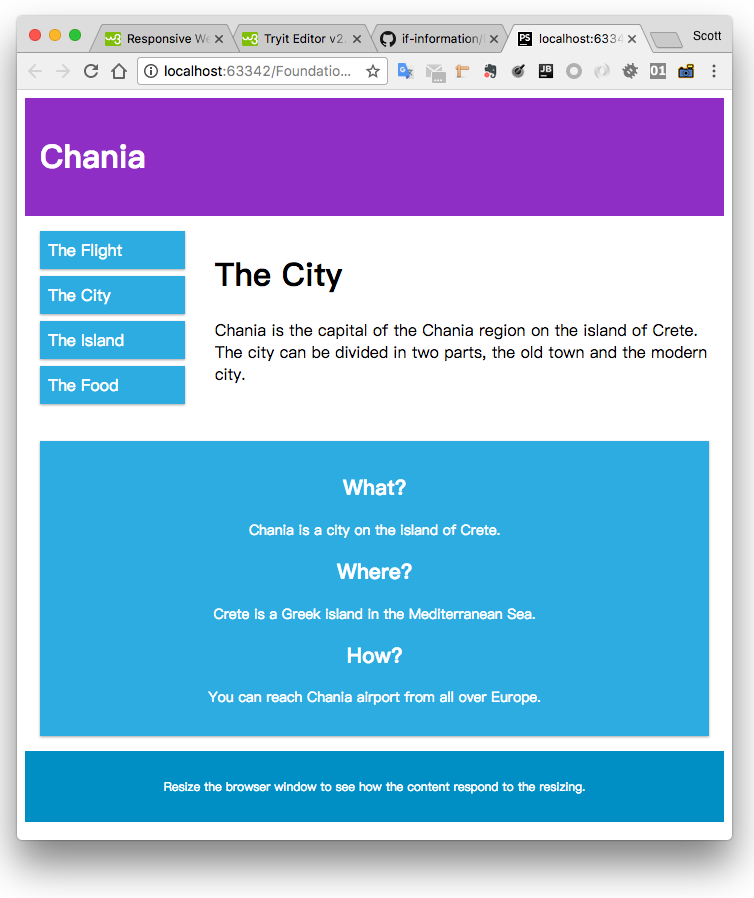 Responsive We
Tryit Editor v2.
if-information/
localhost:6334
Scott
localhost:63342/Foundatio...
JB
01
PS
Chania
The Flight
The City
The Island
The Food
The City
Chania is the capital of the Chania region on the island of Crete.
The city can be divided in two parts, the old town and the modern
city.
What?
Chania is a city on the island of Crete.
Where?
Crete is a Greek island in the Mediterranean Sea.
How?
You can reach Chania airport from all over Europe.
Resize the browser window to see how the content respond to the resizing.